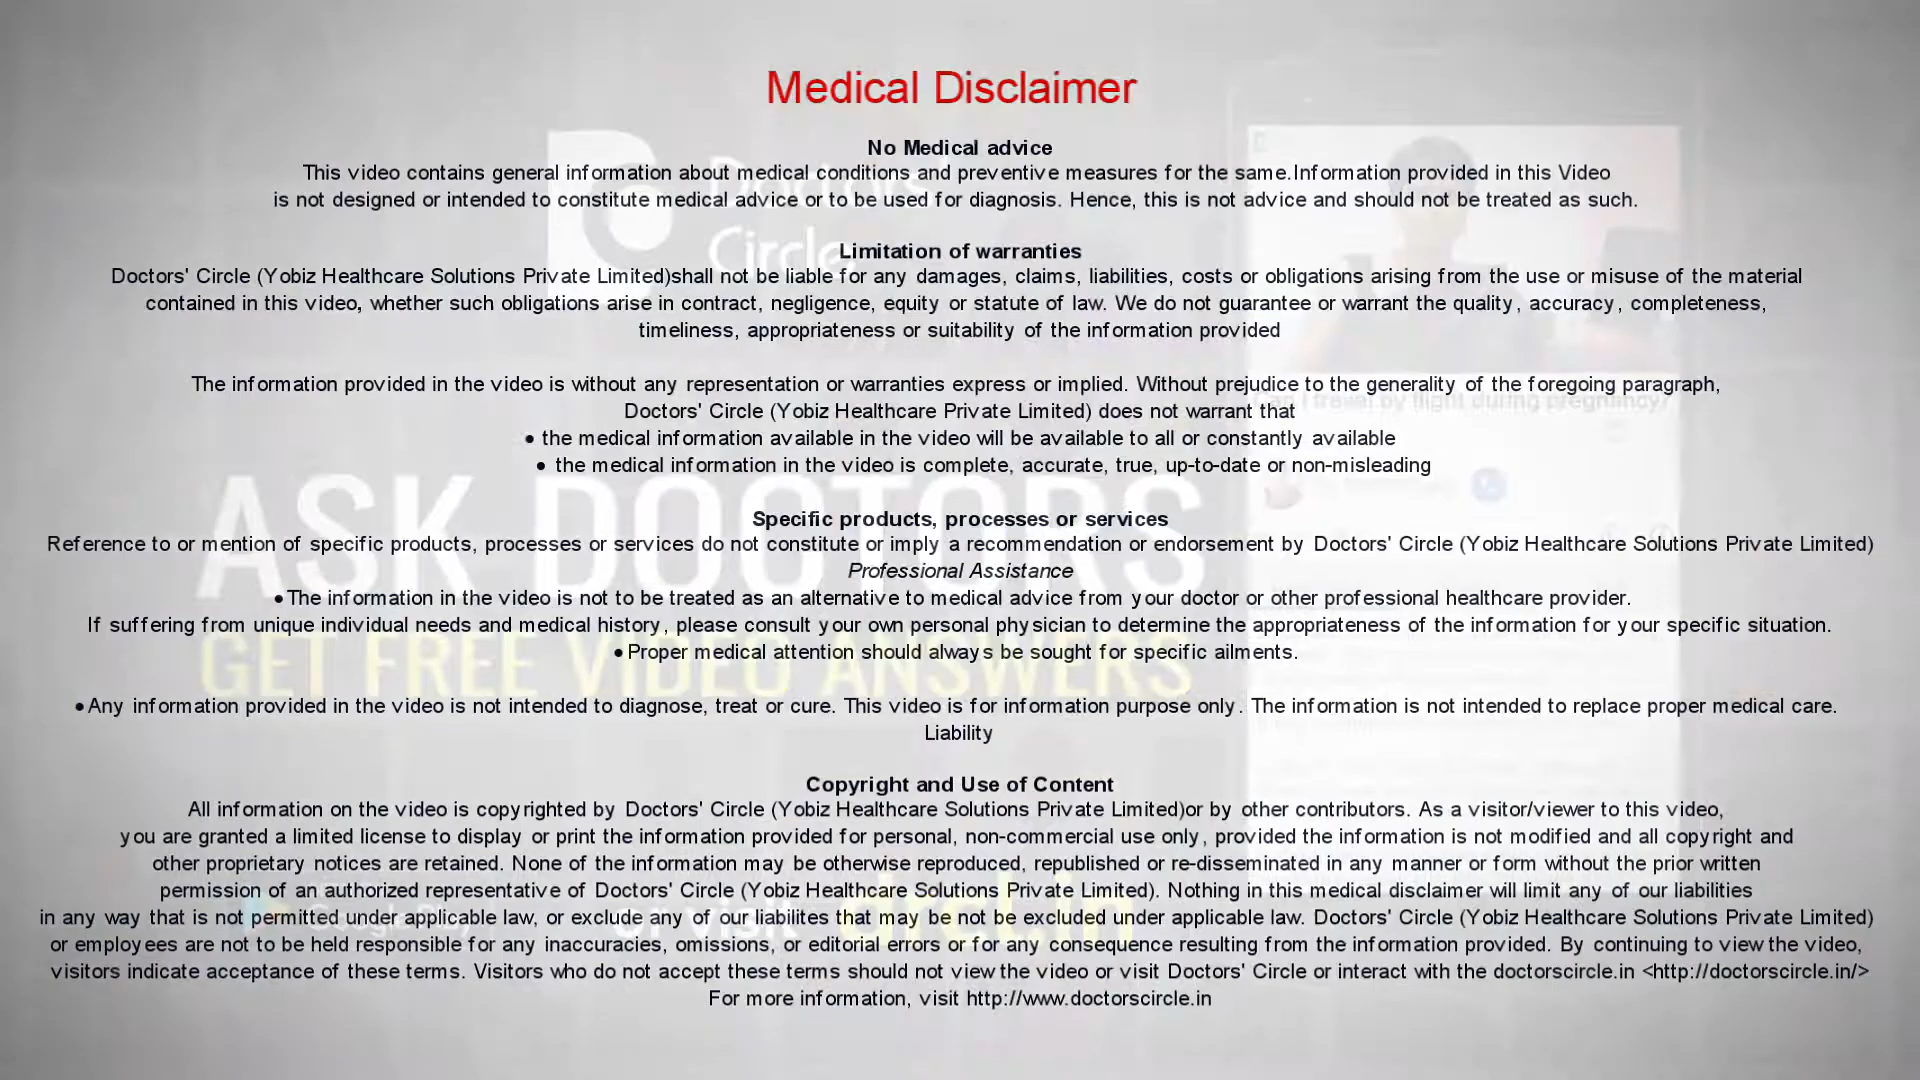 Medical Disclaimer
No Medical advice
This video contains general information about medical conditions and preventive measures for the same.Information provided in this Video
is not designed or intended to constitute medical advice or to be used for diagnosis. Hence, this is not advice and should not be treated as such.
Doctors'
Circle
Limitation of warranties
Doctors' Circle (Yobiz Healthcare Solutions Private Limited)shall not be liable for any damages, claims, liabilities, costs or obligations arising from the use or misuse of the material
contained in this video, whether such obligations arise in contract, negligence, equity or statute of law. We do not guarantee or warrant the quality, accuracy, completeness,
timeliness, appropriateness or suitability of the information provided
The information provided in the video is without any representation or warranties express or implied. Without prejudice to the generality of the foregoing paragraph,
Doctors' Circle (Yobiz Healthcare Private Limited) does not warrant that
Can I travel by flight during pregnancy?
• the medical information available in the video will be available to all or constantly available
• the medical information in the video is complete, accurate, true, up-to-date or non-misleading
ASK DOCTORS
Specific products, processes or services
Reference to or mention of specific products, processes or services do not constitute or imply a recommendation or endorsement by Doctors' Circle (Yobiz Healthcare Solutions Private Limited)
Professional Assistance
•The information in the video is not to be treated as an alternative to medical advice from your doctor or other professional healthcare provider.
If suffering from unique individual needs and medical history, please consult your own personal physician to determine the appropriateness of the information for your specific situation.
•Proper medical attention should always be sought for specific ailments.
GET FREE VIDEO ANSWERS
•Any information provided in the video is not intended to diagnose, treat or cure. This video is for information purpose only. The information is not intended to replace proper medical care.
Liability
Copyright and Use of Content
All information on the video is copyrighted by Doctors' Circle (Yobiz Healthcare Solutions Private Limited)or by other contributors. As a visitor/viewer to this video,
you are granted a limited license to display or print the information provided for personal, non-commercial use only, provided the information is not modified and all copyright and
other proprietary notices are retained. None of the information may be otherwise reproduced, republished or re-disseminated in any manner or form without the prior written
permission of an authorized representative of Doctors' Circle (Yobiz Healthcare Solutions Private Limited). Nothing in this medical disclaimer will limit any of our liabilities
in any way that is not permitted under applicable law, or exclude any of our liabilites that may be not be excluded under applicable law. Doctors' Circle (Yobiz Healthcare Solutions Private Limited)
Google Play or visit drcl.in
or employees are not to be held responsible for any inaccuracies, omissions, or editorial errors or for any consequence resulting from the information provided. By continuing to view the video,
visitors indicate acceptance of these terms. Visitors who do not accept these terms should not view the video or visit Doctors' Circle or interact with the doctorscircle.in <http://doctorscircle.in/>
For more information, visit http://www.doctorscircle.in